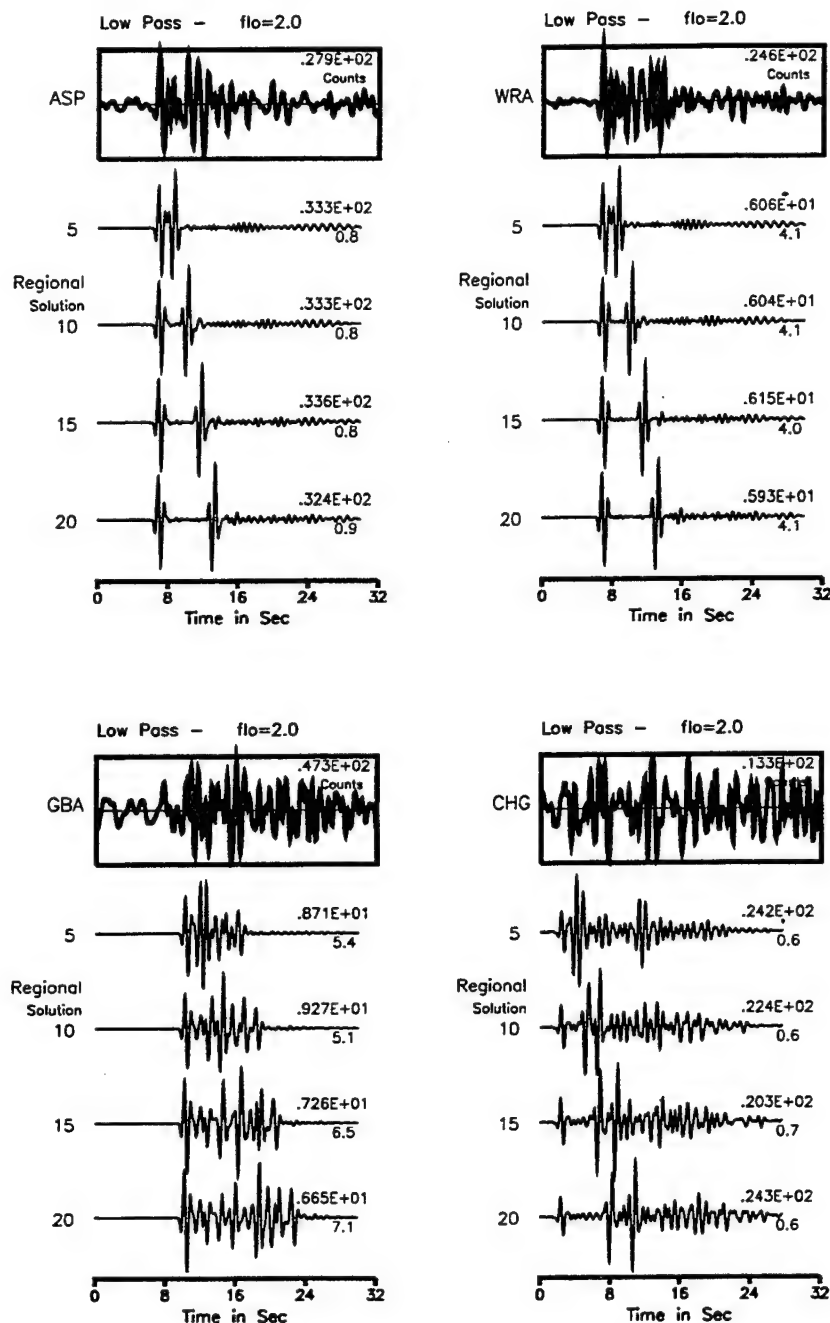 Low Pass – flo=2.0
.279E+02
Counts
ASP
.333E+02
5
0.8
Regional
Solution
.333E+02
10
0.8
.336E+02
15
0.8
.324E+02
20
0.9
0 8 16 24 32
Time in Sec
Low Pass – flo=2.0
.246E+02
Counts
WRA
.606E+01
5
4.1
Regional
Solution
.604E+01
10
4.1
.615E+01
15
4.0
.593E+01
20
4.1
0 8 16 24 32
Time in Sec
Low Pass – flo=2.0
.473E+02
Counts
GBA
.871E+01
5
5.4
Regional
Solution
.927E+01
10
5.1
.726E+01
15
6.5
.665E+01
20
7.1
0 8 16 24 32
Time in Sec
Low Pass – flo=2.0
.133E+02
Counts
CHG
.242E+02
5
0.6
Regional
Solution
.224E+02
10
0.6
.203E+02
15
0.7
.243E+02
20
0.6
0 8 16 24 32
Time in Sec